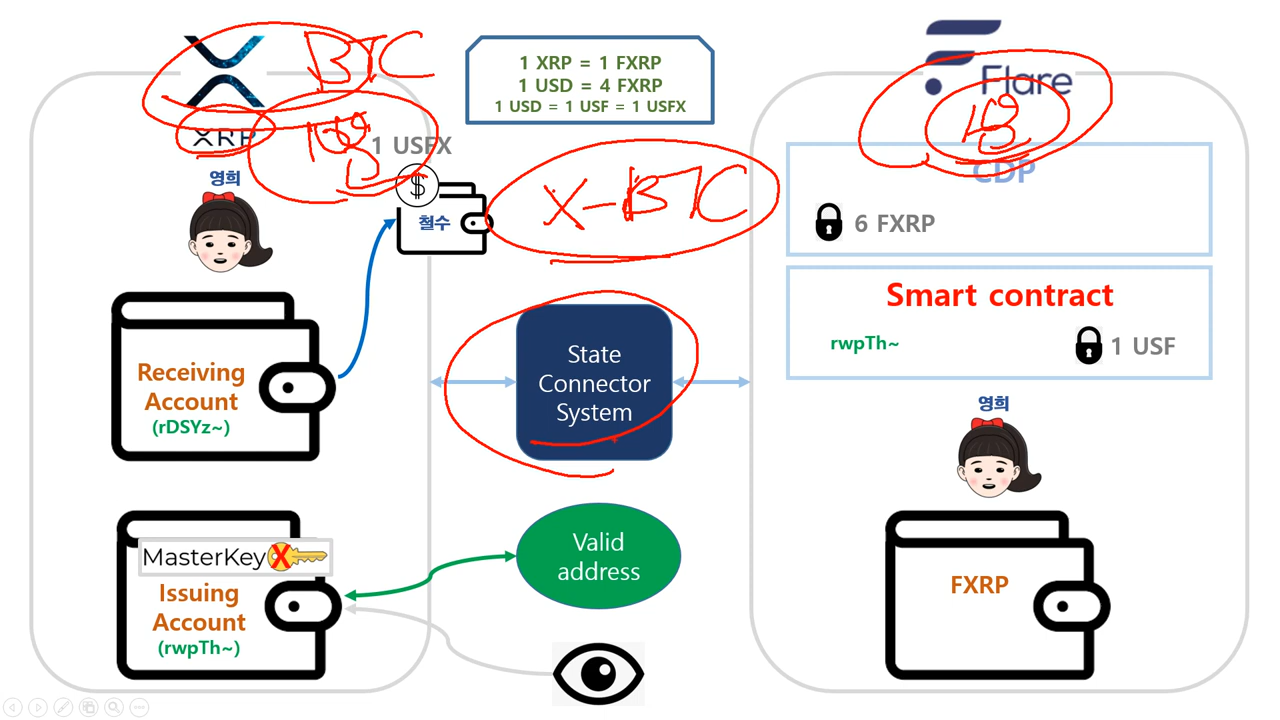 BTC
XRP
1 USFX
1 XRP = 1 FXRP
1 USD = 4 FXRP
1 USD = 1 USF = 1 USFX
Flare
영희
$
철수
X-BTC
CDP
6 FXRP
Smart contract
rwpTh~
1 USF
Receiving
Account
(rDSYz~)
State
Connector
System
영희
MasterKey X
Issuing
Account
(rwpTh~)
Valid
address
FXRP